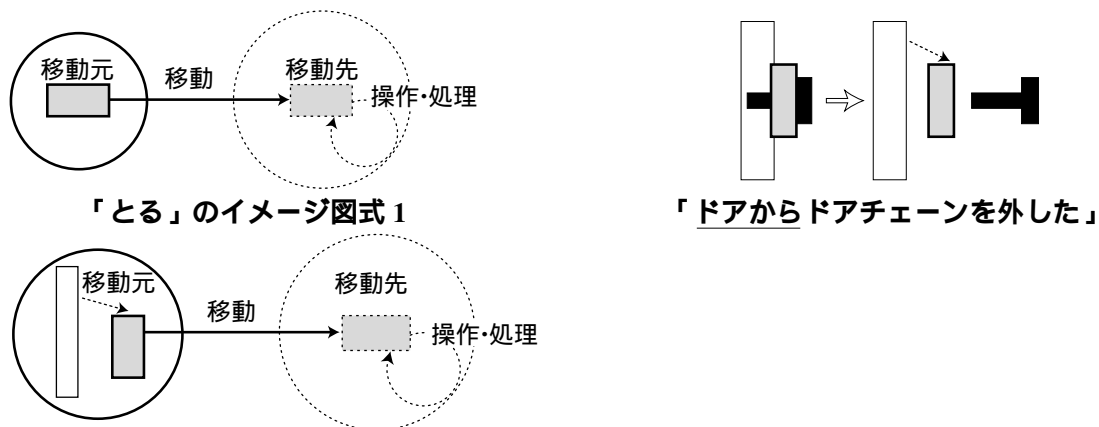 移動元
移動
移動先
操作・処理
「とる」のイメージ図式 1
「ドアからドアチェーンを外した」
移動元
移動
移動先
操作・処理